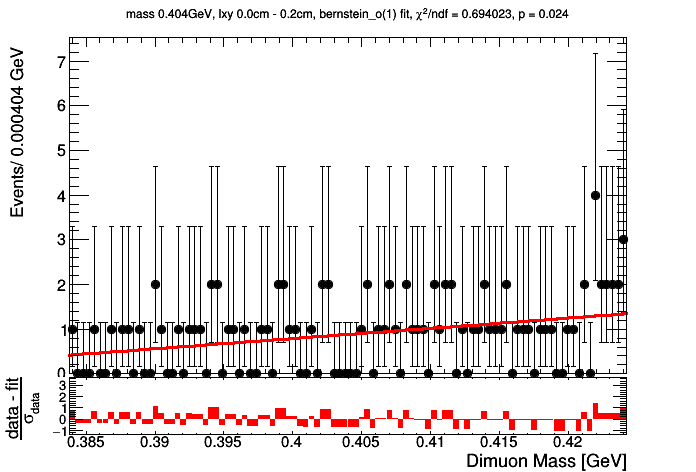 mass 0.404GeV, lxy 0.0cm - 0.2cm, bernstein_o(1) fit, χ²/ndf = 0.694023, p = 0.024
Events/ 0.000404 GeV
7
6
5
4
3
2
1
0
data - fit
σdata
3
2
1
0
−1
0.385 0.39 0.395 0.4 0.405 0.41 0.415 0.42
Dimuon Mass [GeV]